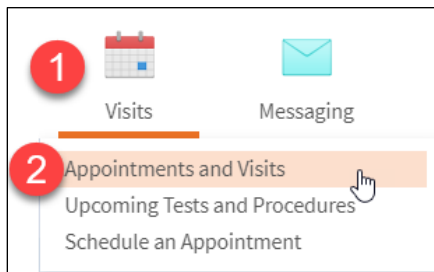 1
Visits Messaging
2 Appointments and Visits
Upcoming Tests and Procedures
Schedule an Appointment